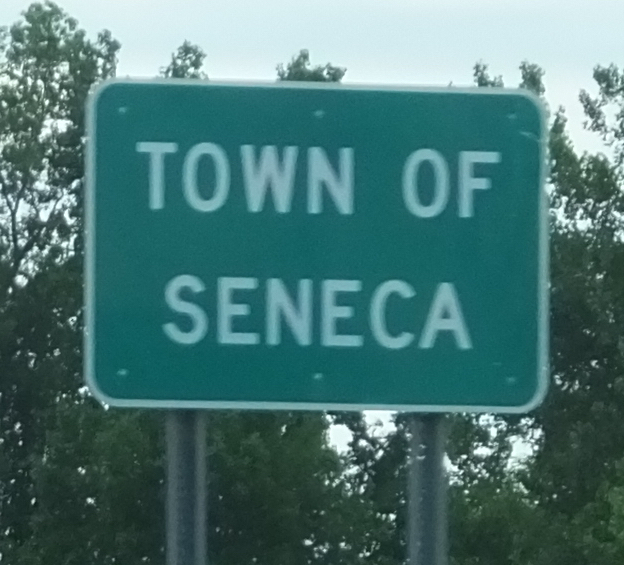 TOWN OF
SENECA